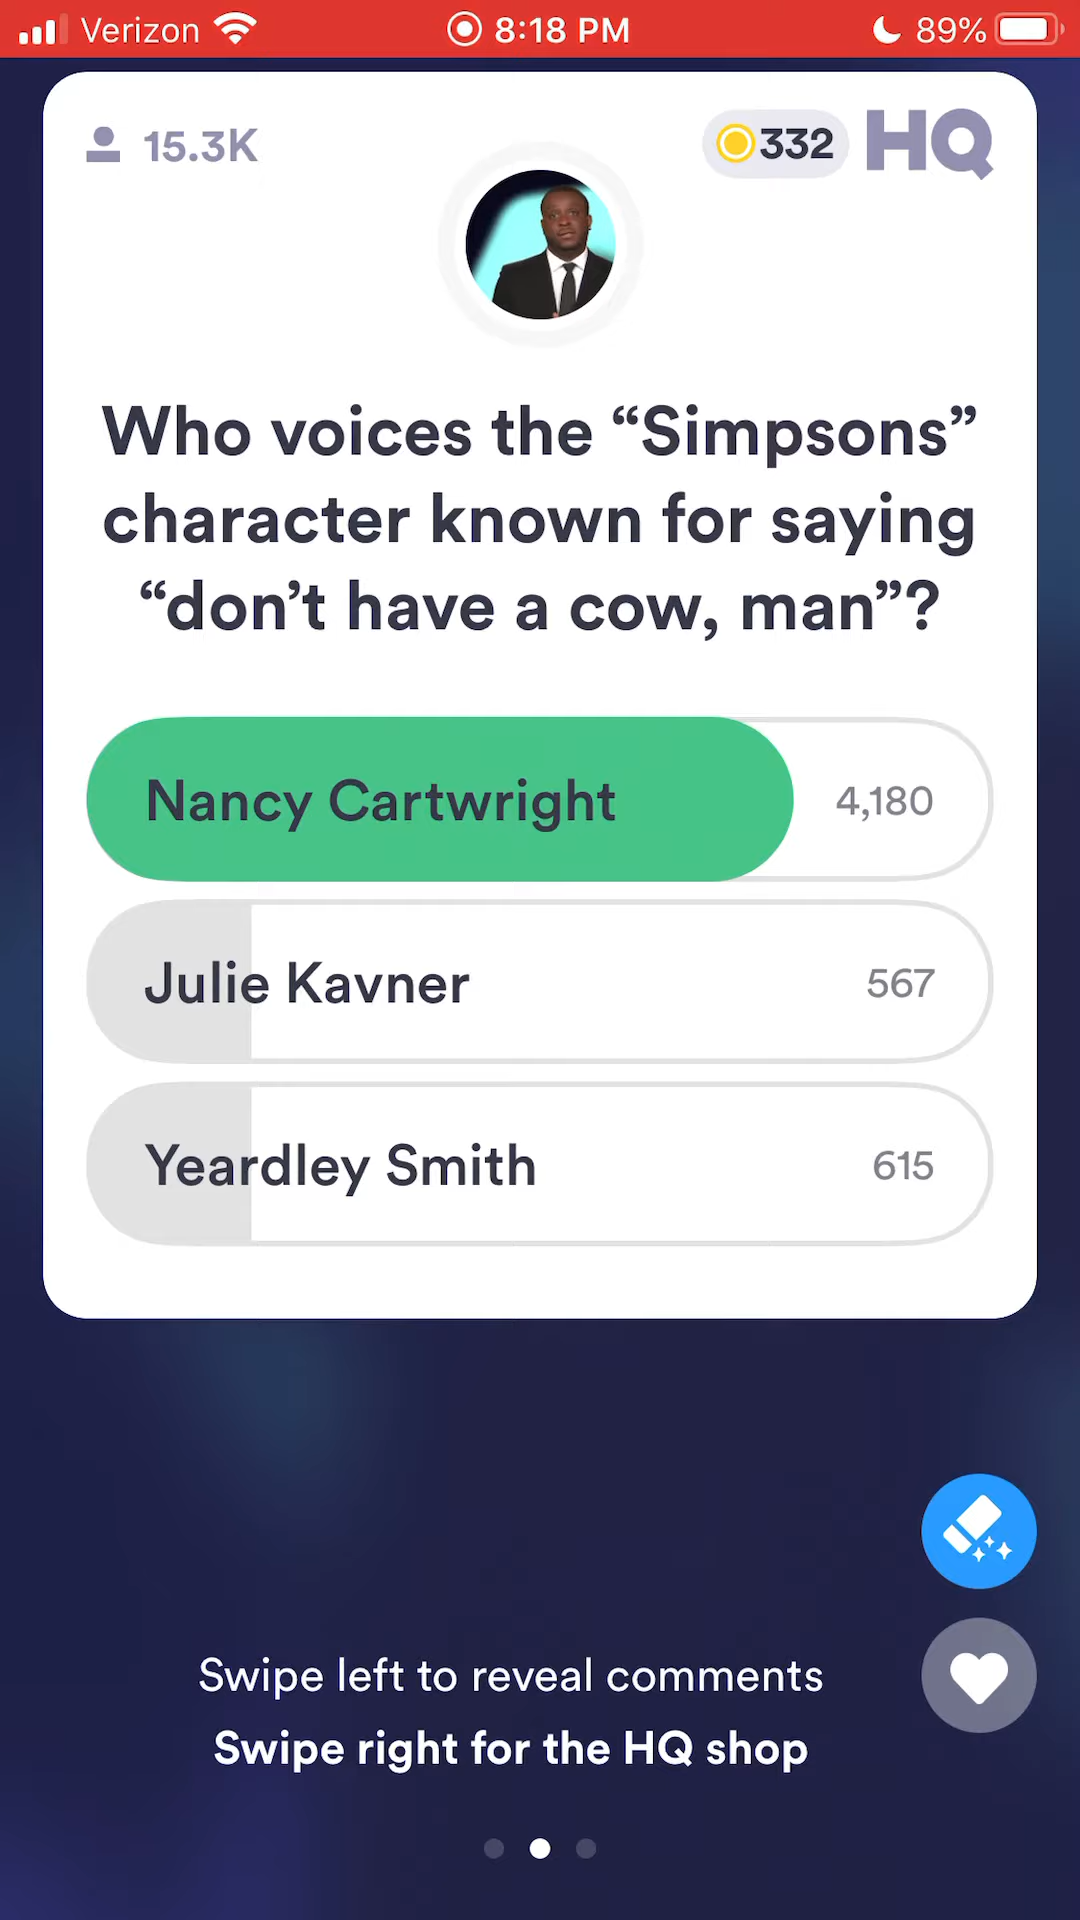 Verizon 8:18 PM 89%
15.3K 332 HQ
Who voices the “Simpsons”
character known for saying
“don’t have a cow, man”?
Nancy Cartwright 4,180
Julie Kavner 567
Yeardley Smith 615
Swipe left to reveal comments
Swipe right for the HQ shop